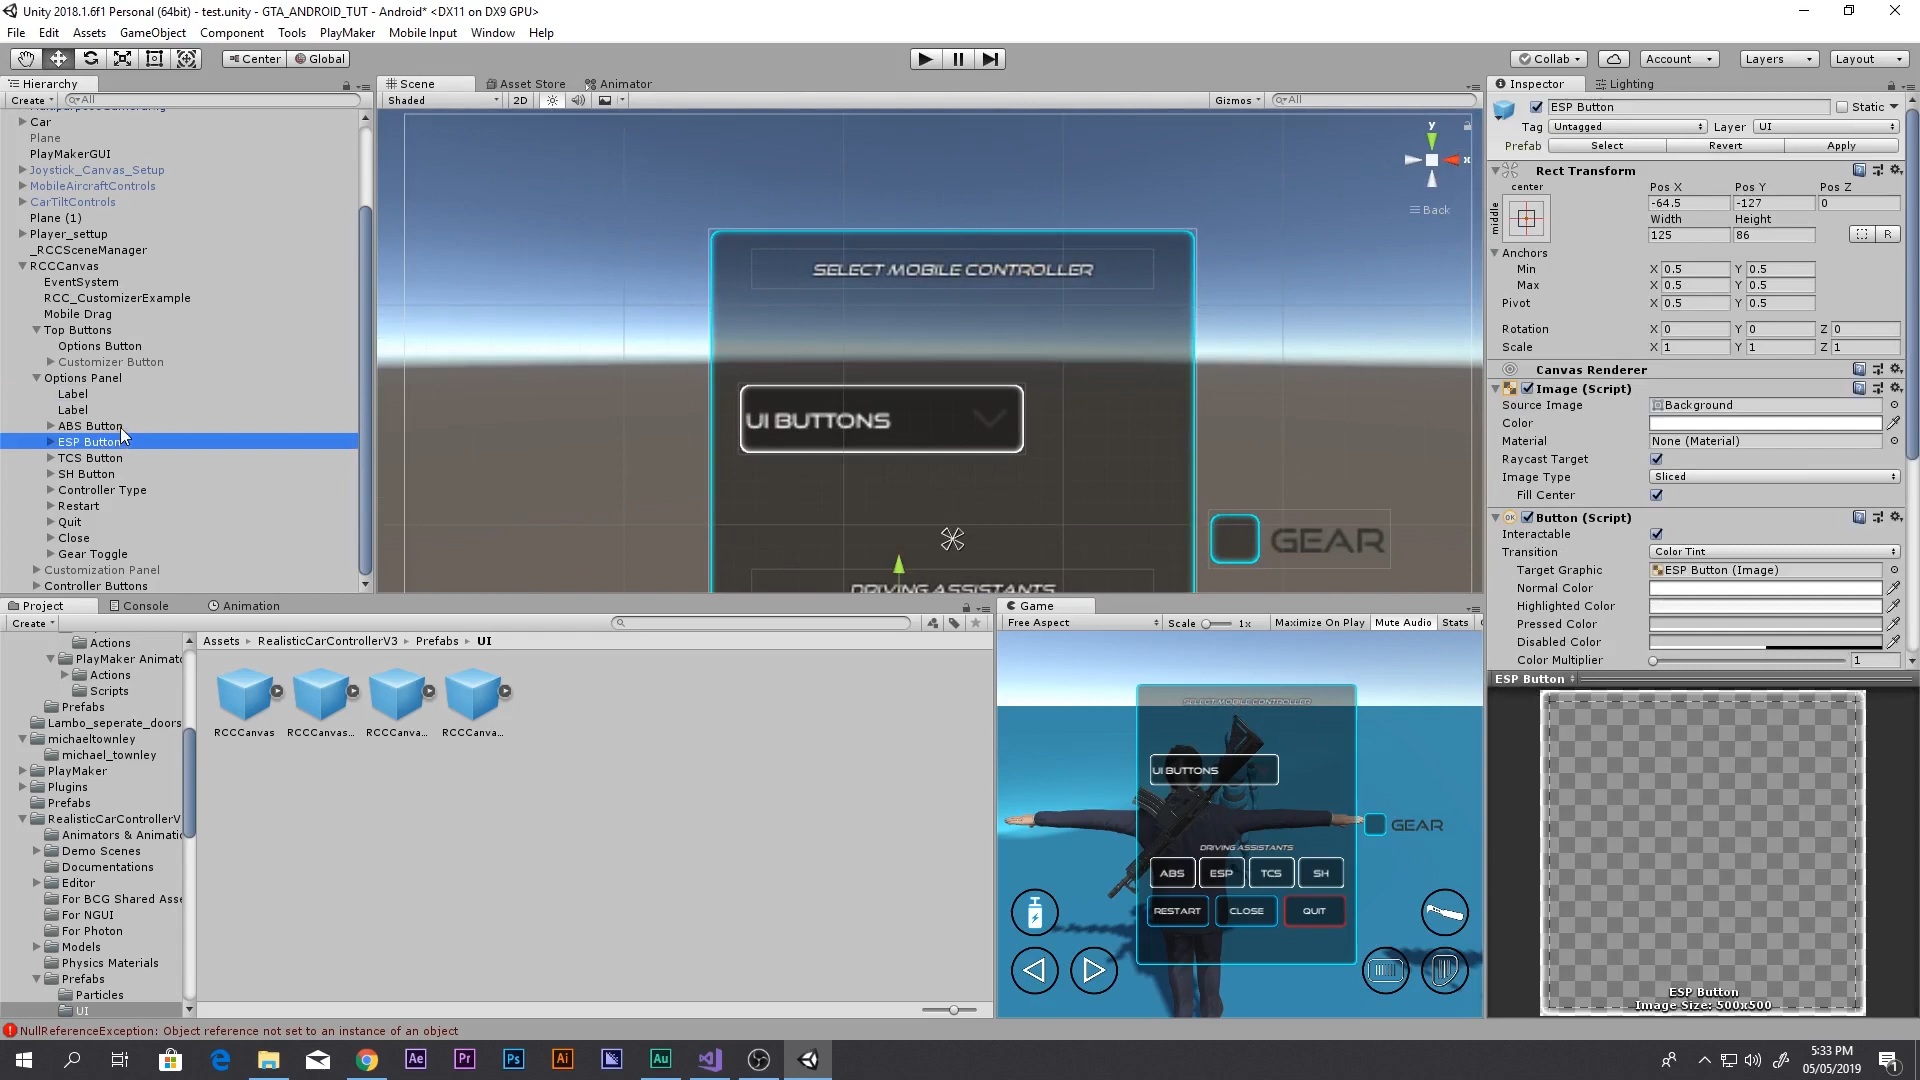 Unity 2018.1.6f1 Personal (64bit) - test.unity - GTA_ANDROID_TUT - Android* <DX11 on DX9 GPU>
File Edit Assets GameObject Component Tools PlayMaker Mobile Input Window Help
Center Global
Collab Account Layers Layout
Hierarchy
Create All
Car
Plane
PlayMakerGUI
Joystick_Canvas_Setup
MobileAircraftControls
CarTiltControls
Plane (1)
Player_setup
_RCCSceneManager
RCCCanvas
EventSystem
RCC_CustomizerExample
Mobile Drag
Top Buttons
Options Button
Customizer Button
Options Panel
Label
Label
ABS Button
ESP Button
TCS Button
SH Button
Controller Type
Restart
Quit
Close
Gear Toggle
Customization Panel
Controller Buttons
Scene Asset Store Animator
Shaded 2D Gizmos All
y
x
Back
SELECT MOBILE CONTROLLER
UI BUTTONS
GEAR
DRIVING ASSISTANTS
Inspector Lighting
ESP Button Static
Tag Untagged Layer UI
Prefab Select Revert Apply
Rect Transform
center
middle
Pos X Pos Y Pos Z
-64.5 -127 0
Width Height
125 86
R
Anchors
Min X 0.5 Y 0.5
Max X 0.5 Y 0.5
Pivot X 0.5 Y 0.5
Rotation X 0 Y 0 Z 0
Scale X 1 Y 1 Z 1
Canvas Renderer
Image (Script)
Source Image Background
Color
Material None (Material)
Raycast Target
Image Type Sliced
Fill Center
OK Button (Script)
Interactable
Transition Color Tint
Target Graphic ESP Button (Image)
Normal Color
Highlighted Color
Pressed Color
Disabled Color
Color Multiplier 1
ESP Button
ESP Button
Image Size: 500x500
Project Console Animation
Create
Actions
PlayMaker Animato
Actions
Scripts
Prefabs
Lambo_seperate_doors
michaeltownley
michael_townley
PlayMaker
Plugins
Prefabs
RealisticCarControllerV
Animators & Animatio
Demo Scenes
Documentations
Editor
For BCG Shared Asse
For NGUI
For Photon
Models
Physics Materials
Prefabs
Particles
UI
Assets RealisticCarControllerV3 Prefabs UI
RCCCanvas RCCCanvas... RCCCanva... RCCCanva...
Game
Free Aspect Scale 1x Maximize On Play Mute Audio Stats
SELECT MOBILE CONTROLLER
UI BUTTONS
GEAR
DRIVING ASSISTANTS
ABS ESP TCS SH
RESTART CLOSE QUIT
NullReferenceException: Object reference not set to an instance of an object
Ae Pr Ps Ai Au
5:33 PM
05/05/2019
1